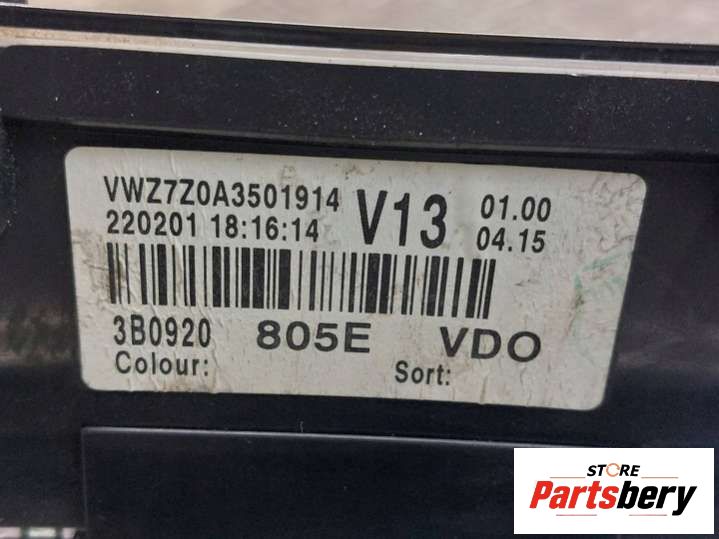 VWZ7Z0A3501914
220201 18:16:14
V13
01.00
04.15
3B0920 805E VDO
Colour: Sort:
STORE
Partsbery